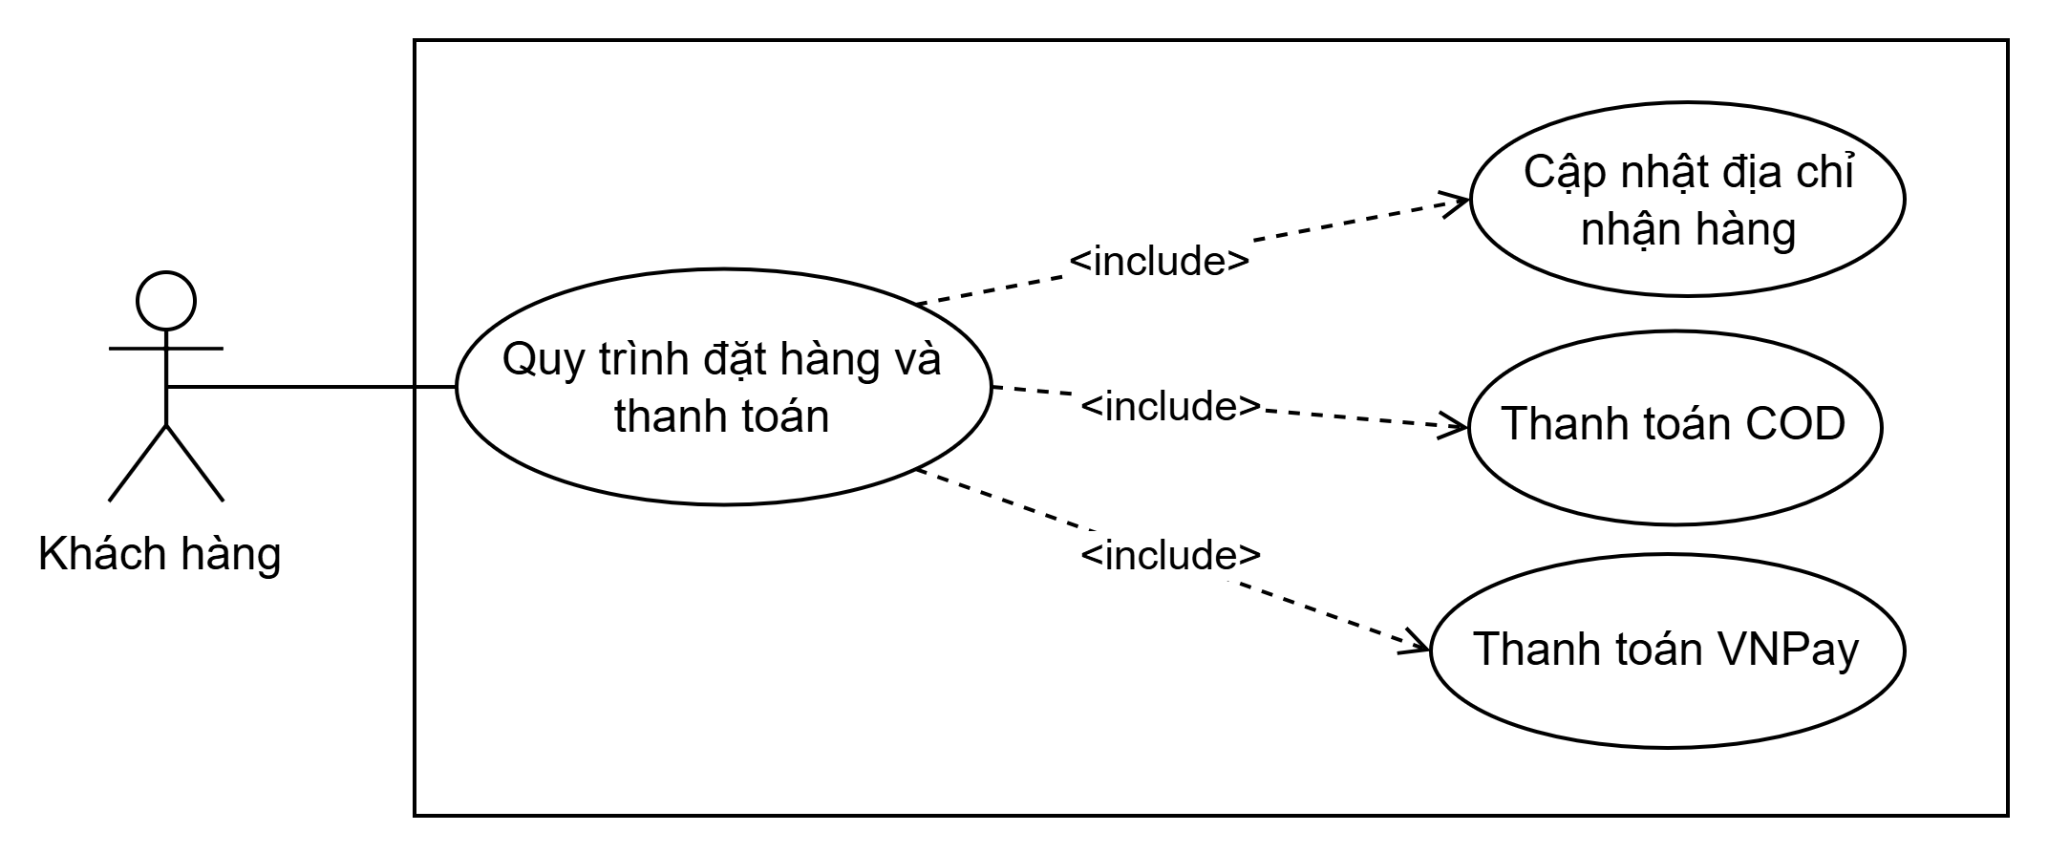 Khách hàng
Quy trình đặt hàng và
thanh toán
<include>
Cập nhật địa chỉ
nhận hàng
<include>
Thanh toán COD
<include>
Thanh toán VNPay